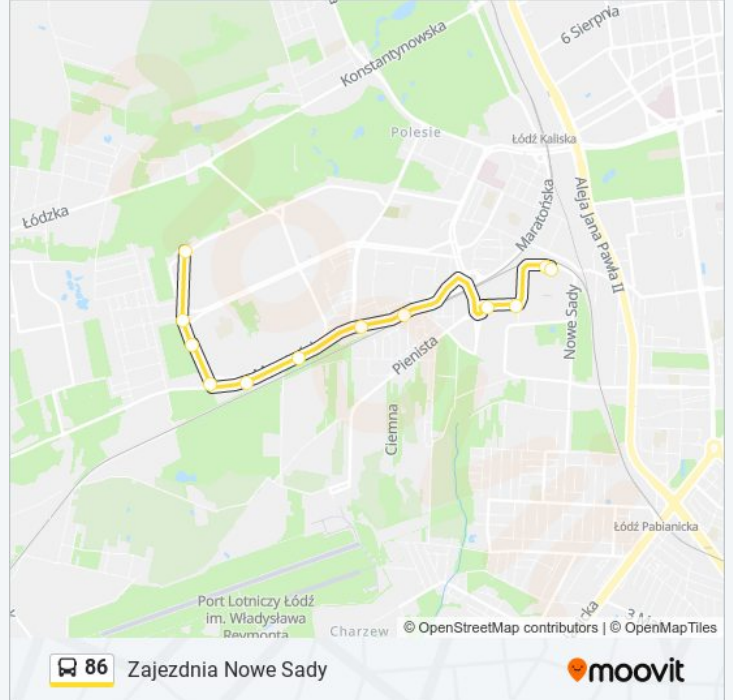 6 Sierpnia
Konstantynowska
Polesie
Łódź Kaliska
Łódzka
Maratońska
Aleja Jana Pawła II
Nowe Sady
Pienista
Ciemna
Łódź Pabianicka
Port Lotniczy Łódź
im. Władysława
Reymonta
Charzew
© OpenStreetMap contributors | © OpenMapTiles
86 Zajezdnia Nowe Sady
moovit